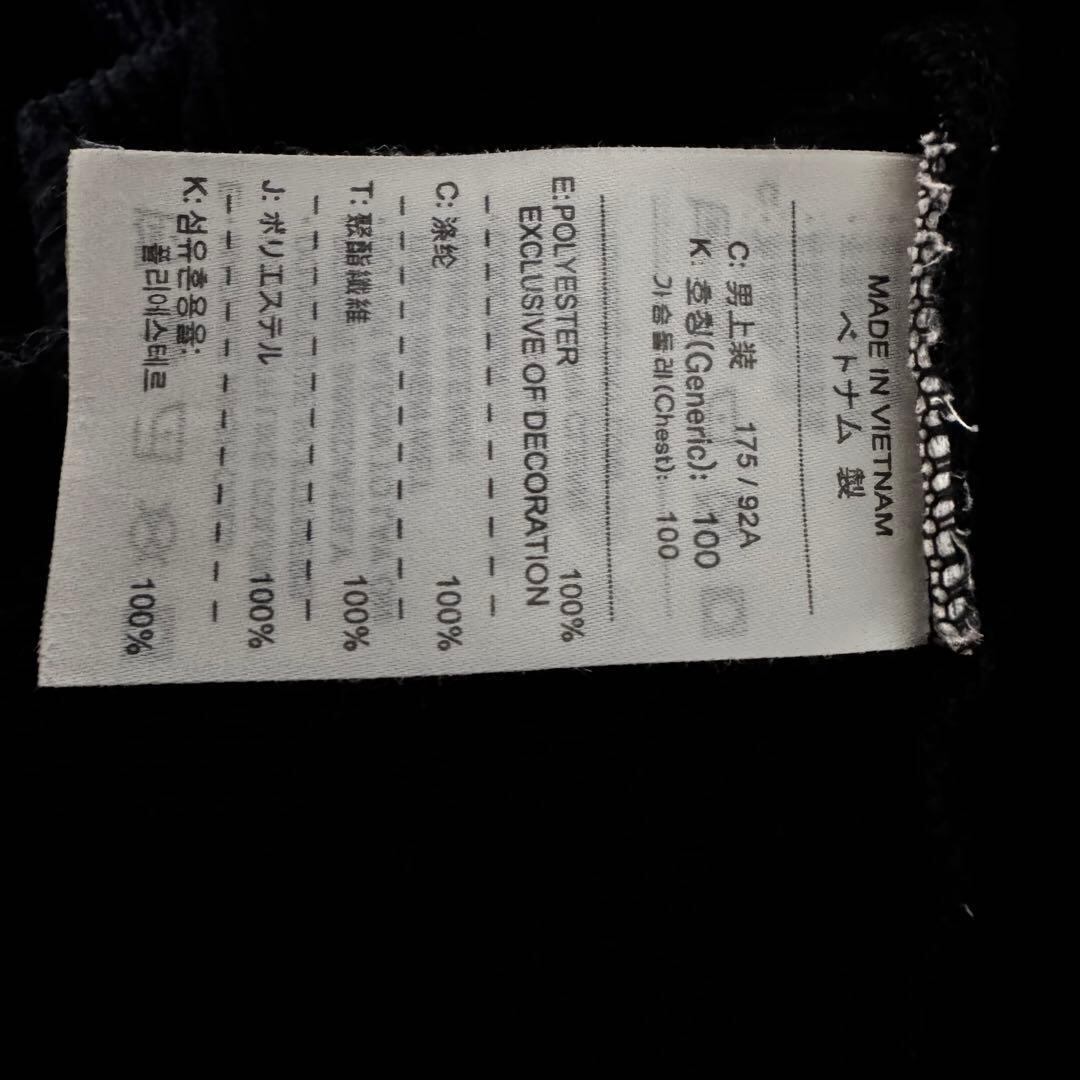 MADE IN VIETNAM
ベトナム 製
C: 男上装 175 / 92A
K: 호칭(Generic): 100
가슴둘레(Chest): 100
E: POLYESTER 100%
EXCLUSIVE OF DECORATION
C: 涤纶 100%
T: 聚酯纖維 100%
J: ポリエステル 100%
K: 섬유혼용율:
폴리에스테르 100%